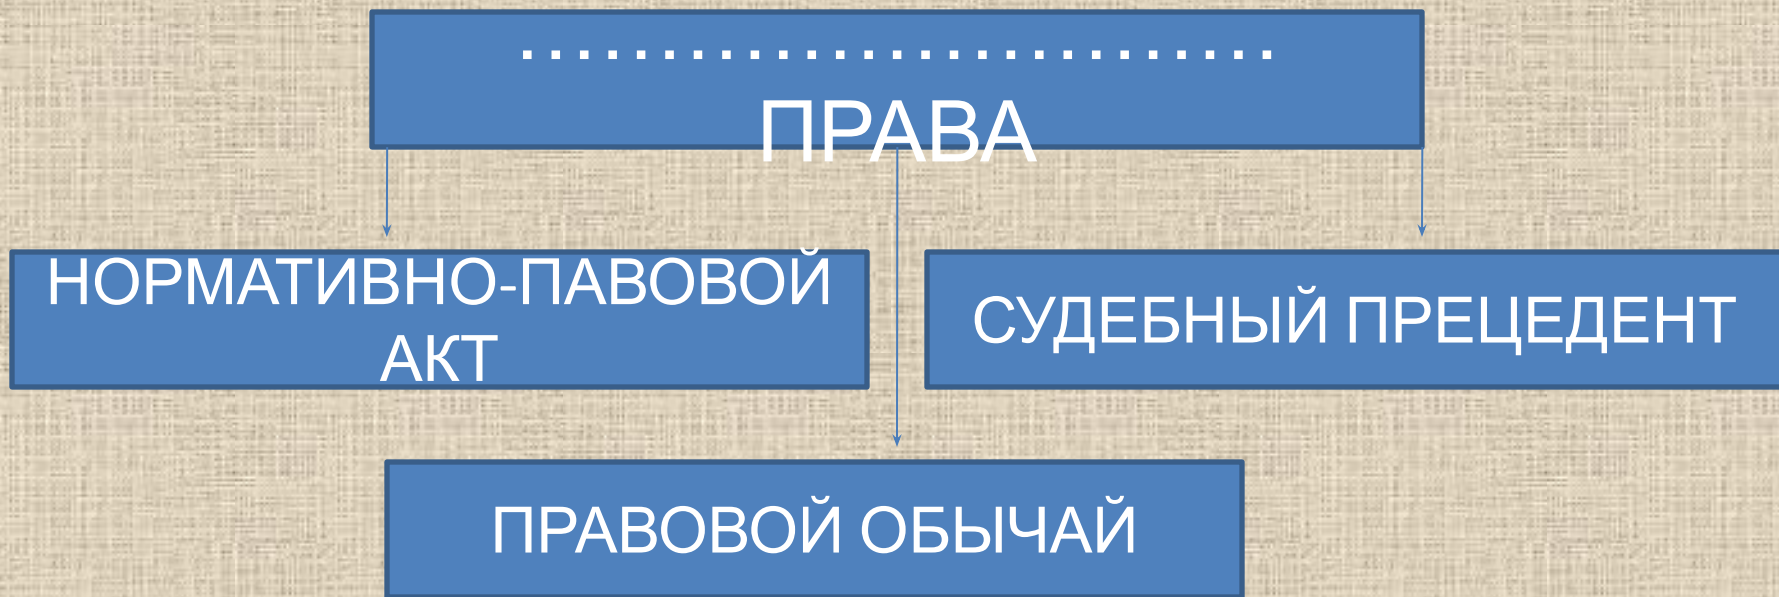 ...........................
ПРАВА
НОРМАТИВНО-ПАВОВОЙ
АКТ
СУДЕБНЫЙ ПРЕЦЕДЕНТ
ПРАВОВОЙ ОБЫЧАЙ